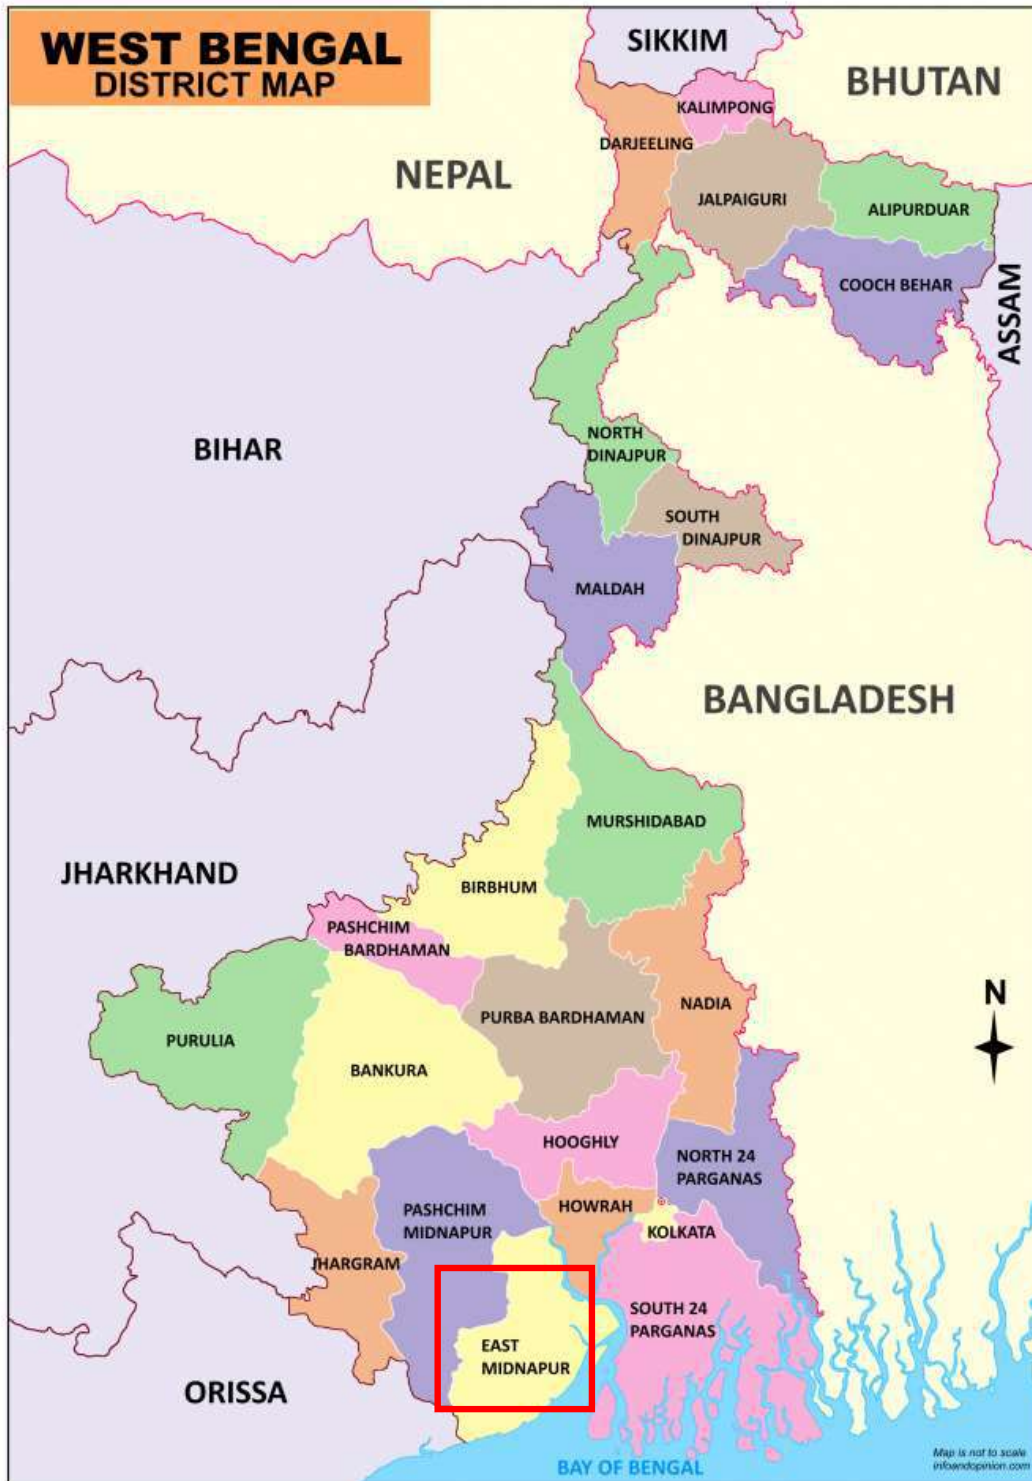 WEST BENGAL
DISTRICT MAP
SIKKIM
BHUTAN
KALIMPONG
DARJEELING
NEPAL
JALPAIGURI
ALIPURDUAR
COOCH BEHAR
ASSAM
BIHAR
NORTH
DINAJPUR
SOUTH
DINAJPUR
MALDAH
BANGLADESH
MURSHIDABAD
JHARKHAND
BIRBHUM
PASHCHIM
BARDHAMAN
NADIA
N
PURBA BARDHAMAN
PURULIA
BANKURA
HOOGHLY
NORTH 24
PARGANAS
PASHCHIM
MIDNAPUR
HOWRAH
KOLKATA
JHARGRAM
SOUTH 24
PARGANAS
EAST
MIDNAPUR
ORISSA
BAY OF BENGAL
Map is not to scale
infoandopinion.com